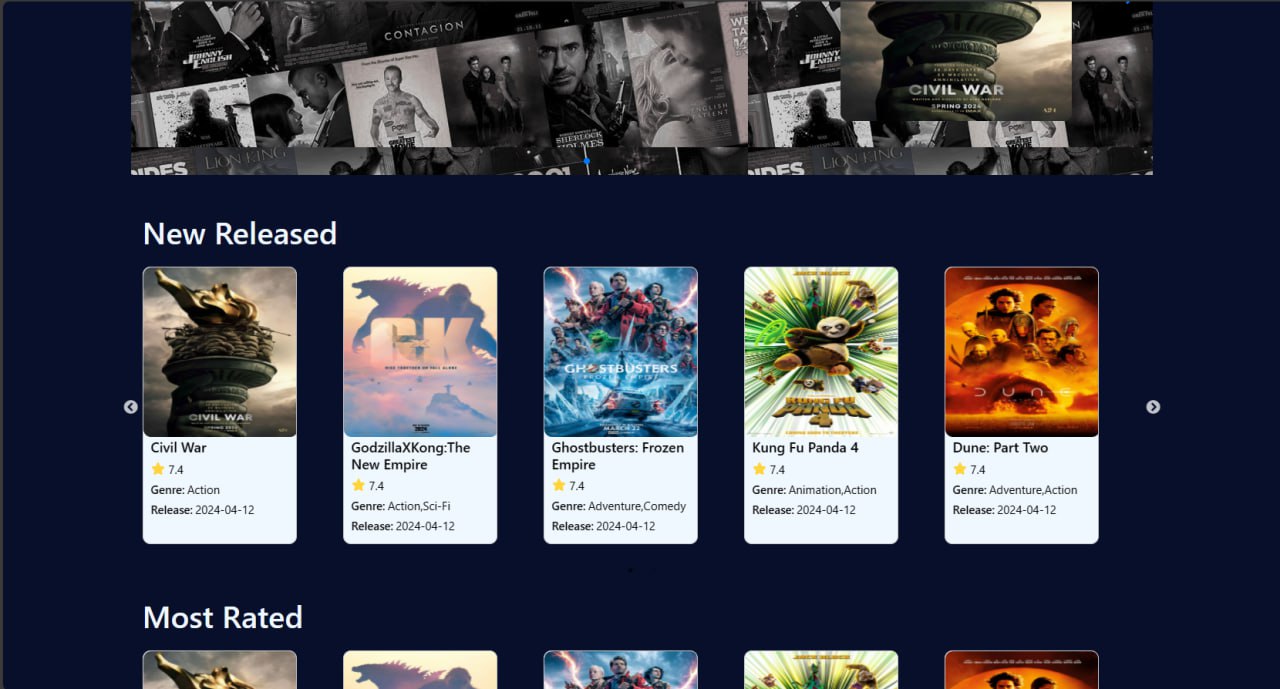 CONTAGION
JOHNNY
ENGLISH
SHERLOCK
HOLMES
ENGLISH
PATIENT
CIVIL WAR
SPRING 2024
LION KING
LION KING
New Released
CIVIL WAR
GHOSTBUSTERS
FROZEN EMPIRE
MARCH 22
KUNG FU
PANDA
4
DUNE
Civil War
7.4
Genre: Action
Release: 2024-04-12
GodzillaXKong:The
New Empire
7.4
Genre: Action,Sci-Fi
Release: 2024-04-12
Ghostbusters: Frozen
Empire
7.4
Genre: Adventure,Comedy
Release: 2024-04-12
Kung Fu Panda 4
7.4
Genre: Animation,Action
Release: 2024-04-12
Dune: Part Two
7.4
Genre: Adventure,Action
Release: 2024-04-12
Most Rated